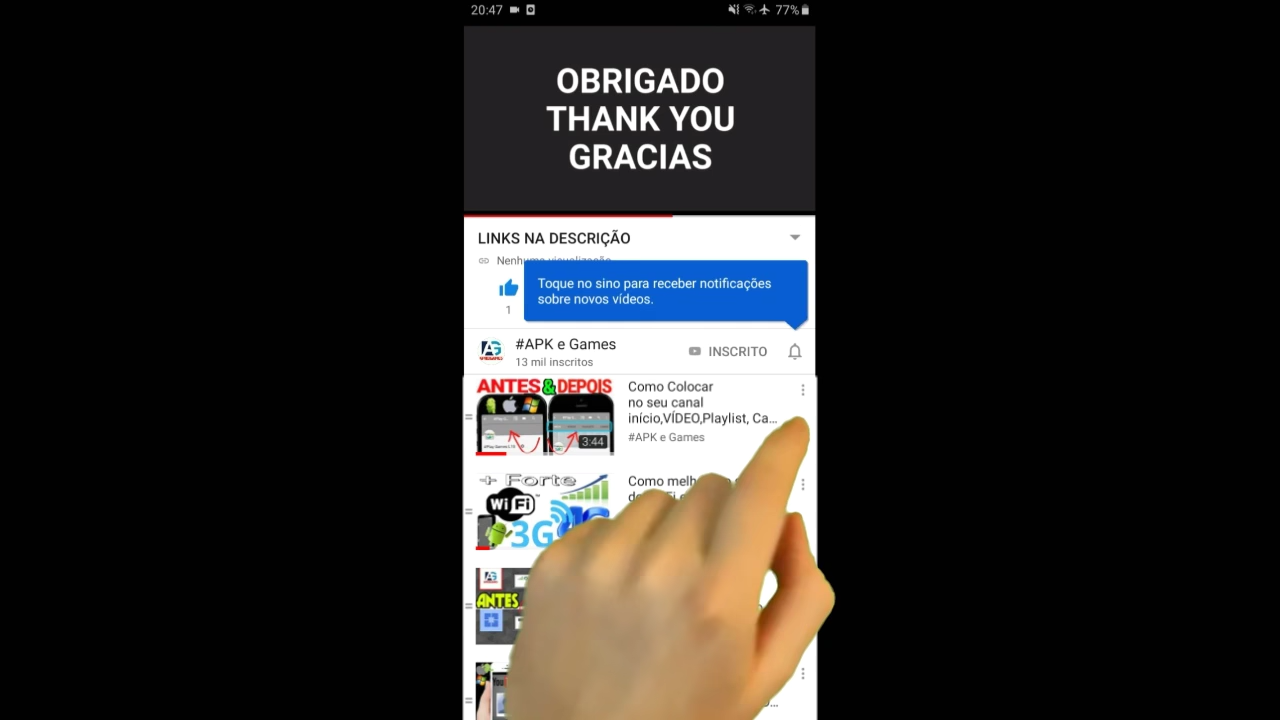 20:47
77%
OBRIGADO
THANK YOU
GRACIAS
LINKS NA DESCRIÇÃO
Nenhuma visualização
Toque no sino para receber notificações
sobre novos vídeos.
1
#APK e Games
INSCRITO
13 mil inscritos
ANTES & DEPOIS
3:44
Como Colocar
no seu canal
início,VÍDEO,Playlist, Ca...
#APK e Games
+ Forte
WiFi
3G
Como
ANTES